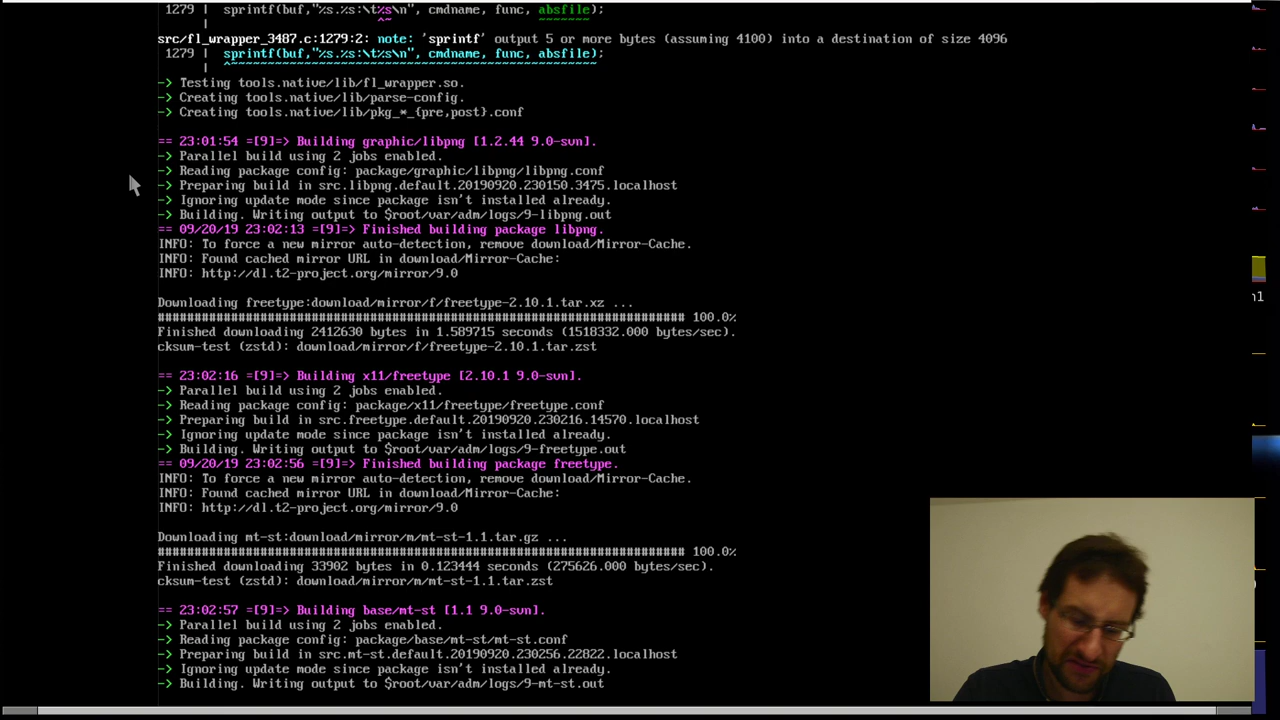 1279 |  sprintf(buf,"%s.%s:\t%s\n", cmdname, func, absfile);
|                     ^~                       ~~~~~~~
src/fl_wrapper_3487.c:1279:2: note: 'sprintf' output 5 or more bytes (assuming 4100) into a destination of size 4096
1279 |  sprintf(buf,"%s.%s:\t%s\n", cmdname, func, absfile);
|  ^~~~~~~~~~~~~~~~~~~~~~~~~~~~~~~~~~~~~~~~~~~~~~~~~~~
-> Testing tools.native/lib/fl_wrapper.so.
-> Creating tools.native/lib/parse-config.
-> Creating tools.native/lib/pkg_*_{pre,post}.conf
== 23:01:54 =[9]=> Building graphic/libpng [1.2.44 9.0-svn].
-> Parallel build using 2 jobs enabled.
-> Reading package config: package/graphic/libpng/libpng.conf
-> Preparing build in src.libpng.default.20190920.230150.3475.localhost
-> Ignoring update mode since package isn't installed already.
-> Building. Writing output to $root/var/adm/logs/9-libpng.out
== 09/20/19 23:02:13 =[9]=> Finished building package libpng.
INFO: To force a new mirror auto-detection, remove download/Mirror-Cache.
INFO: Found cached mirror URL in download/Mirror-Cache:
INFO: http://dl.t2-project.org/mirror/9.0
Downloading freetype:download/mirror/f/freetype-2.10.1.tar.xz ...
######################################################################## 100.0%
Finished downloading 2412630 bytes in 1.589715 seconds (1518332.000 bytes/sec).
cksum-test (zstd): download/mirror/f/freetype-2.10.1.tar.zst
== 23:02:16 =[9]=> Building x11/freetype [2.10.1 9.0-svn].
-> Parallel build using 2 jobs enabled.
-> Reading package config: package/x11/freetype/freetype.conf
-> Preparing build in src.freetype.default.20190920.230216.14570.localhost
-> Ignoring update mode since package isn't installed already.
-> Building. Writing output to $root/var/adm/logs/9-freetype.out
== 09/20/19 23:02:56 =[9]=> Finished building package freetype.
INFO: To force a new mirror auto-detection, remove download/Mirror-Cache.
INFO: Found cached mirror URL in download/Mirror-Cache:
INFO: http://dl.t2-project.org/mirror/9.0
Downloading mt-st:download/mirror/m/mt-st-1.1.tar.gz ...
######################################################################## 100.0%
Finished downloading 33902 bytes in 0.123444 seconds (275626.000 bytes/sec).
cksum-test (zstd): download/mirror/m/mt-st-1.1.tar.zst
== 23:02:57 =[9]=> Building base/mt-st [1.1 9.0-svn].
-> Parallel build using 2 jobs enabled.
-> Reading package config: package/base/mt-st/mt-st.conf
-> Preparing build in src.mt-st.default.20190920.230256.22822.localhost
-> Ignoring update mode since package isn't installed already.
-> Building. Writing output to $root/var/adm/logs/9-mt-st.out